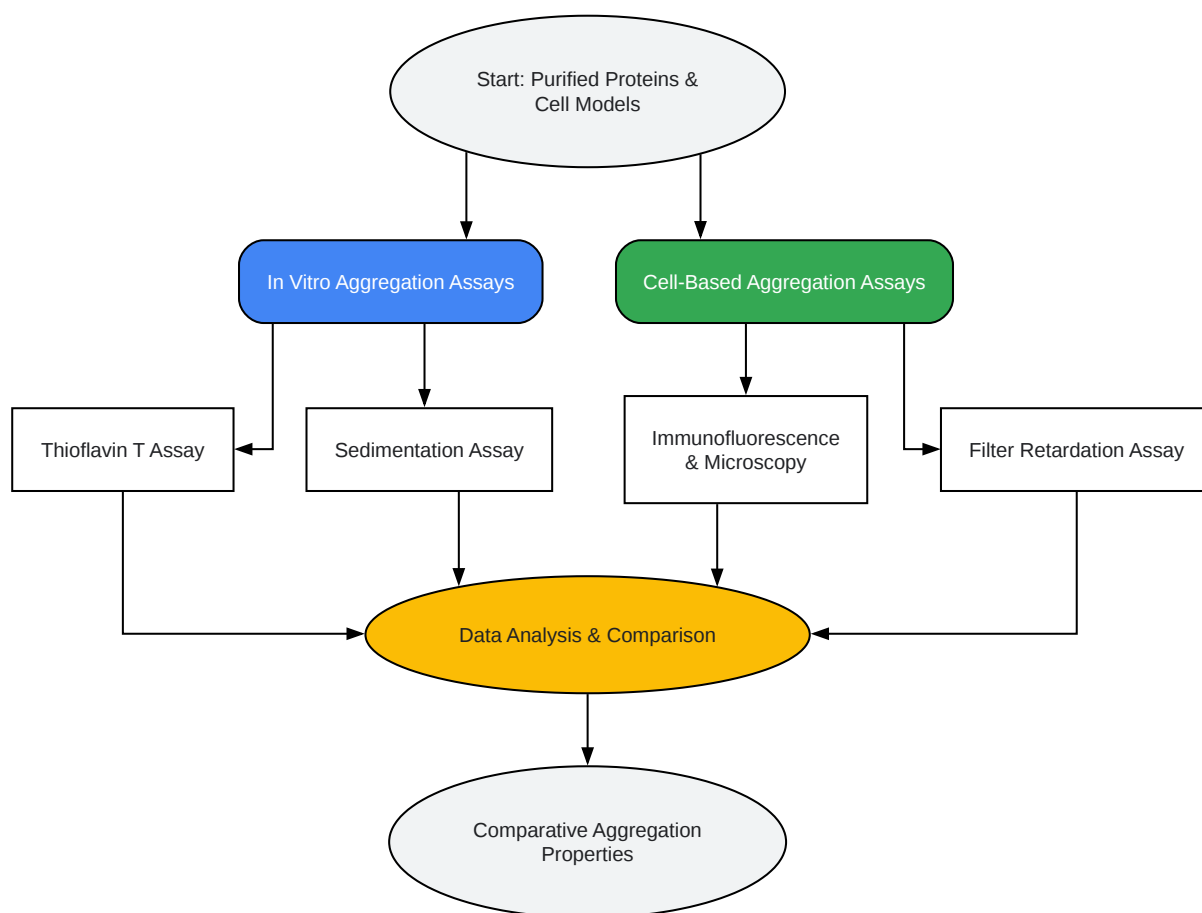 Start: Purified Proteins &
Cell Models
In Vitro Aggregation Assays
Cell-Based Aggregation Assays
Thioflavin T Assay
Sedimentation Assay
Immunofluorescence
& Microscopy
Filter Retardation Assay
Data Analysis & Comparison
Comparative Aggregation
Properties